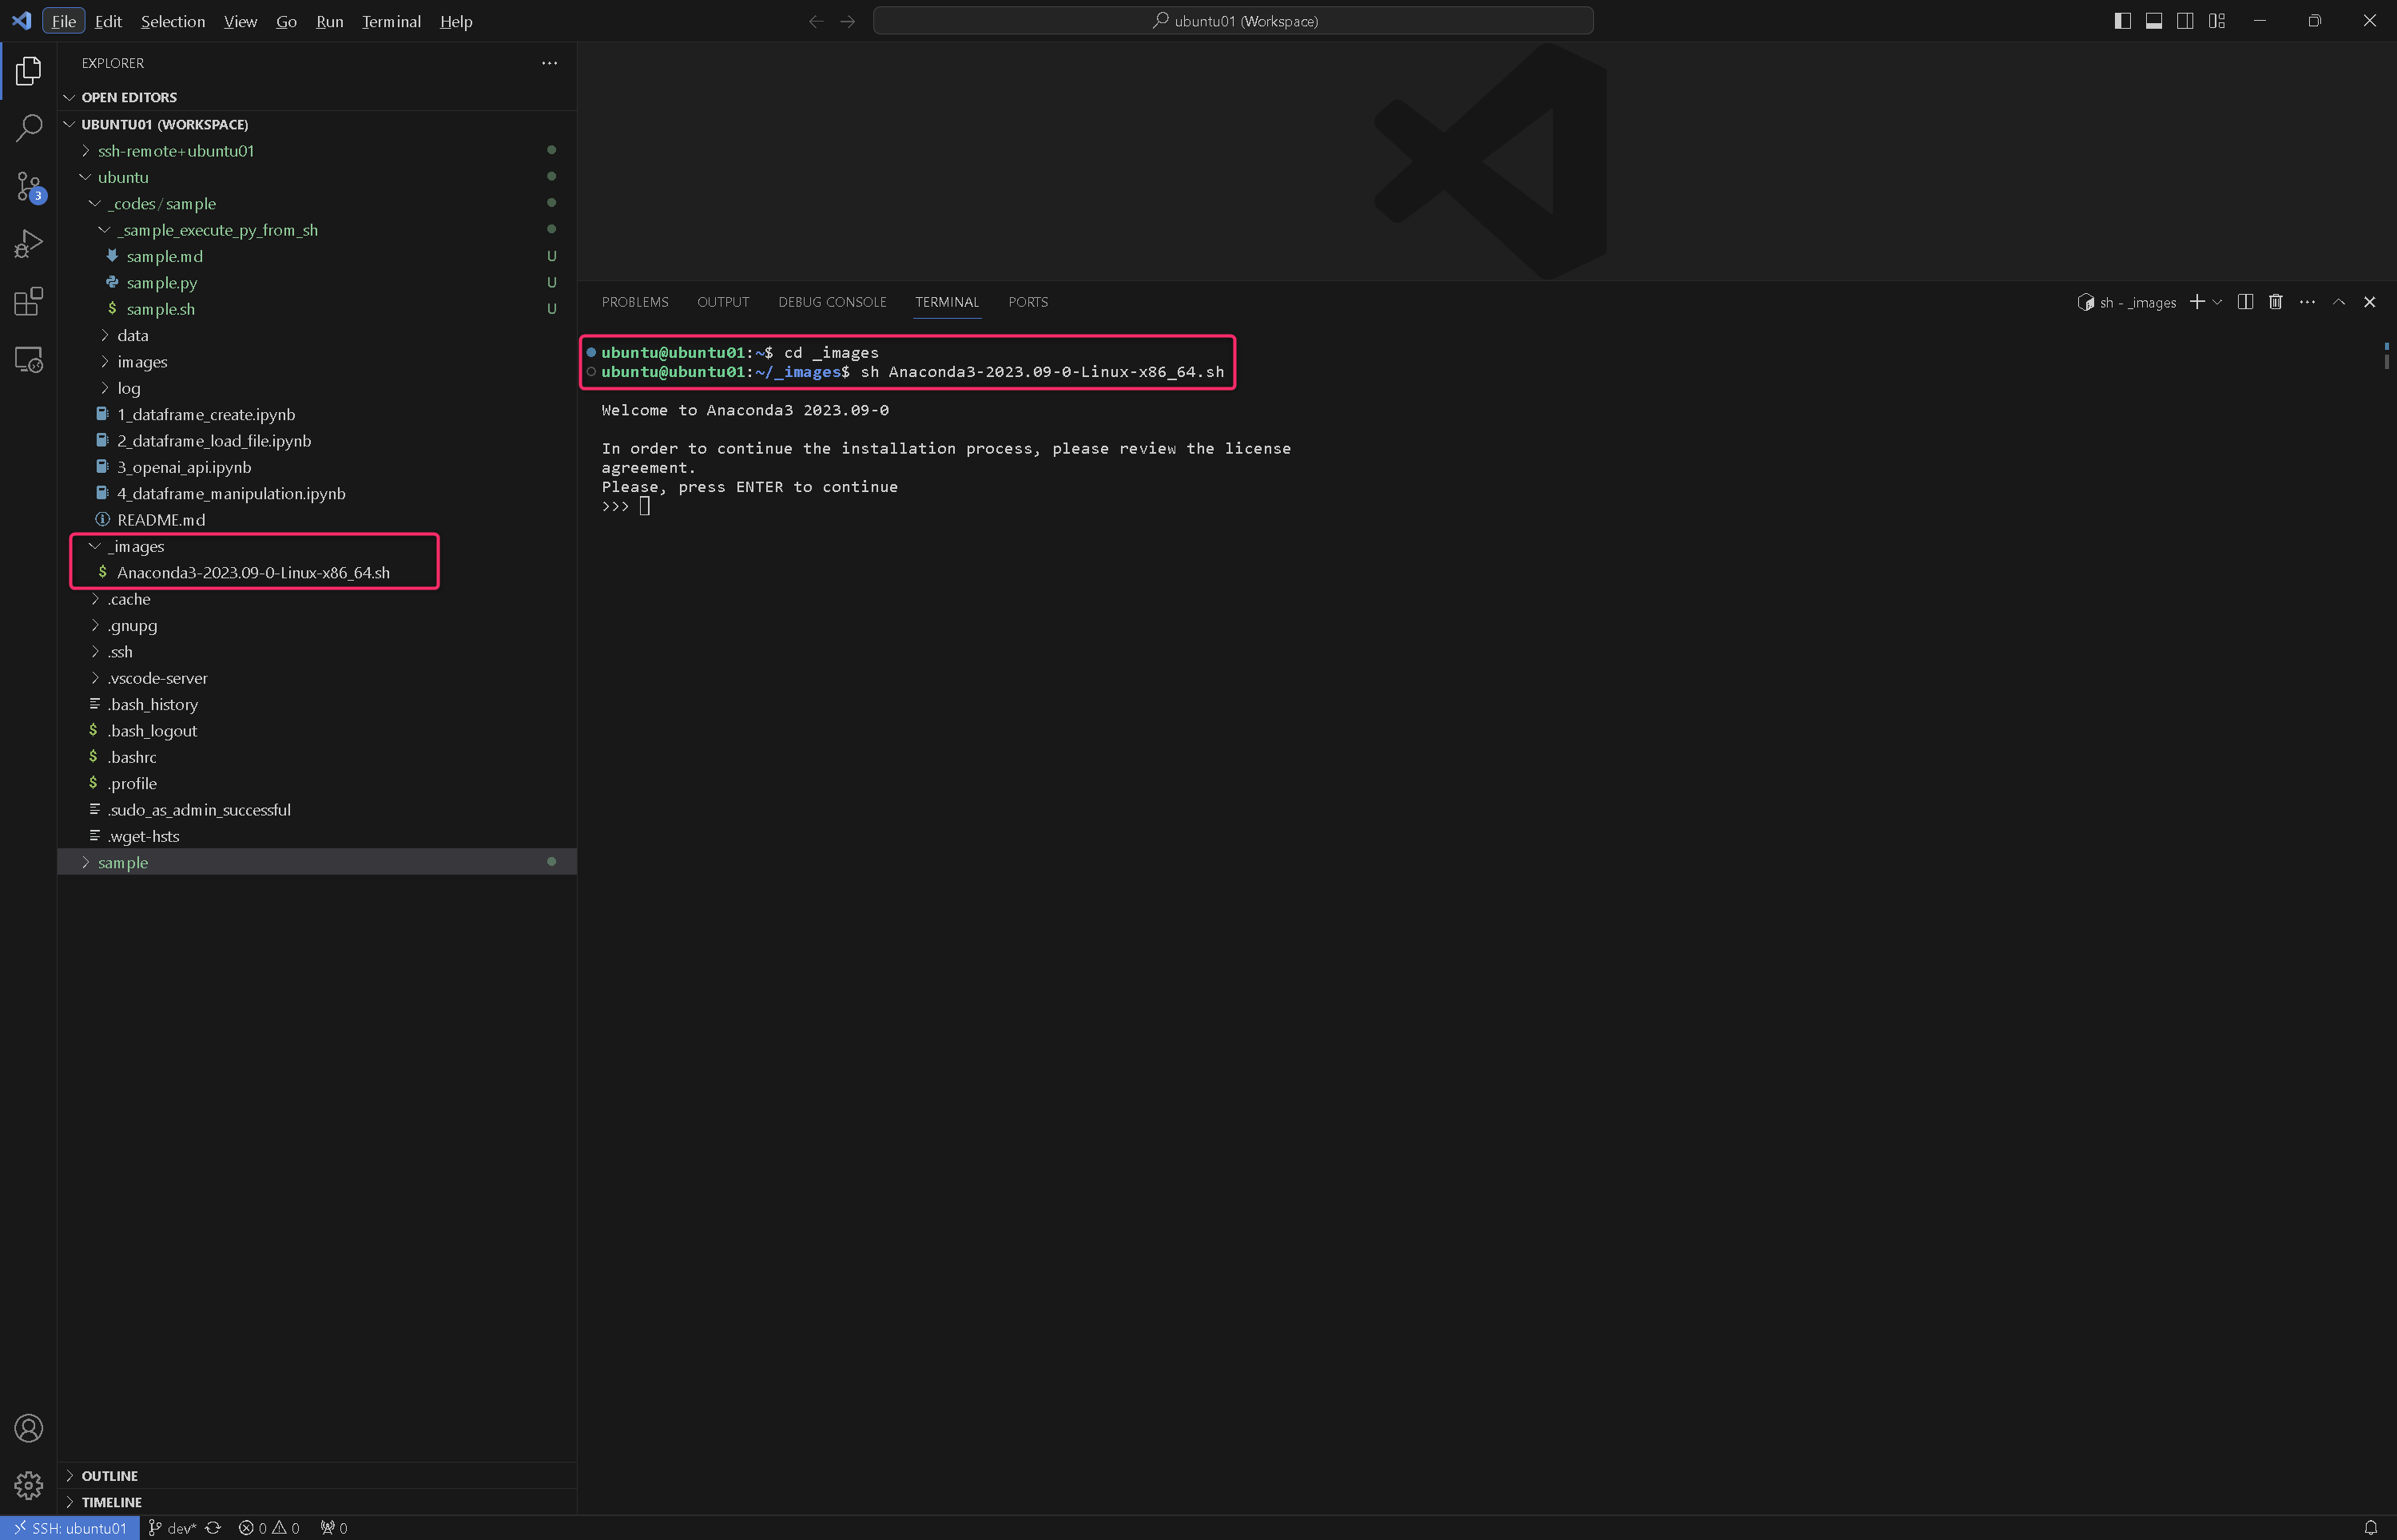 File Edit Selection View Go Run Terminal Help
ubuntu01 (Workspace)
EXPLORER
OPEN EDITORS
UBUNTU01 (WORKSPACE)
ssh-remote+ubuntu01
ubuntu
_codes / sample
_sample_execute_py_from_sh
sample.md U
sample.py U
$ sample.sh U
data
images
log
1_dataframe_create.ipynb
2_dataframe_load_file.ipynb
3_openai_api.ipynb
4_dataframe_manipulation.ipynb
README.md
_images
$ Anaconda3-2023.09-0-Linux-x86_64.sh
.cache
.gnupg
.ssh
.vscode-server
.bash_history
$ .bash_logout
$ .bashrc
$ .profile
.sudo_as_admin_successful
.wget-hsts
sample
OUTLINE
TIMELINE
3
PROBLEMS OUTPUT DEBUG CONSOLE TERMINAL PORTS
sh - _images
ubuntu@ubuntu01:~$ cd _images
ubuntu@ubuntu01:~/_images$ sh Anaconda3-2023.09-0-Linux-x86_64.sh
Welcome to Anaconda3 2023.09-0
In order to continue the installation process, please review the license
agreement.
Please, press ENTER to continue
>>>
SSH: ubuntu01 dev* 0 0 0